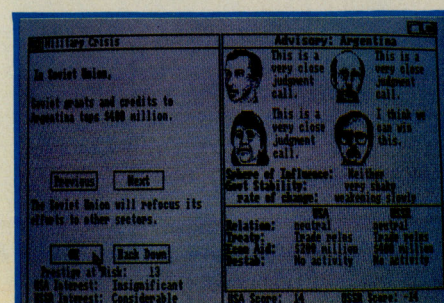 Military Crisis
In Soviet Union,
Soviet grants and credits to
Argentina tops $600 million.
Previous
Next
The Soviet Union will refocus its
efforts to other sectors.
OK
Back Down
Prestige at Risk: 13
USA Interest: Insignificant
USSR Interest: Considerable
Advisory: Argentina
This is a
very close
judgment
call.
This is a
very close
judgment
call.
This is a
very close
judgment
call.
I think we
can win
this.
Sphere of Influence: Neither
Govt Stability: very shaky
rate of change: weakening slowly
USA USSR
Relation: neutral neutral
Treaty: Trade relns Trade relns
million million
Destab: No activity No activity
USA Score: 14 USSR Score: